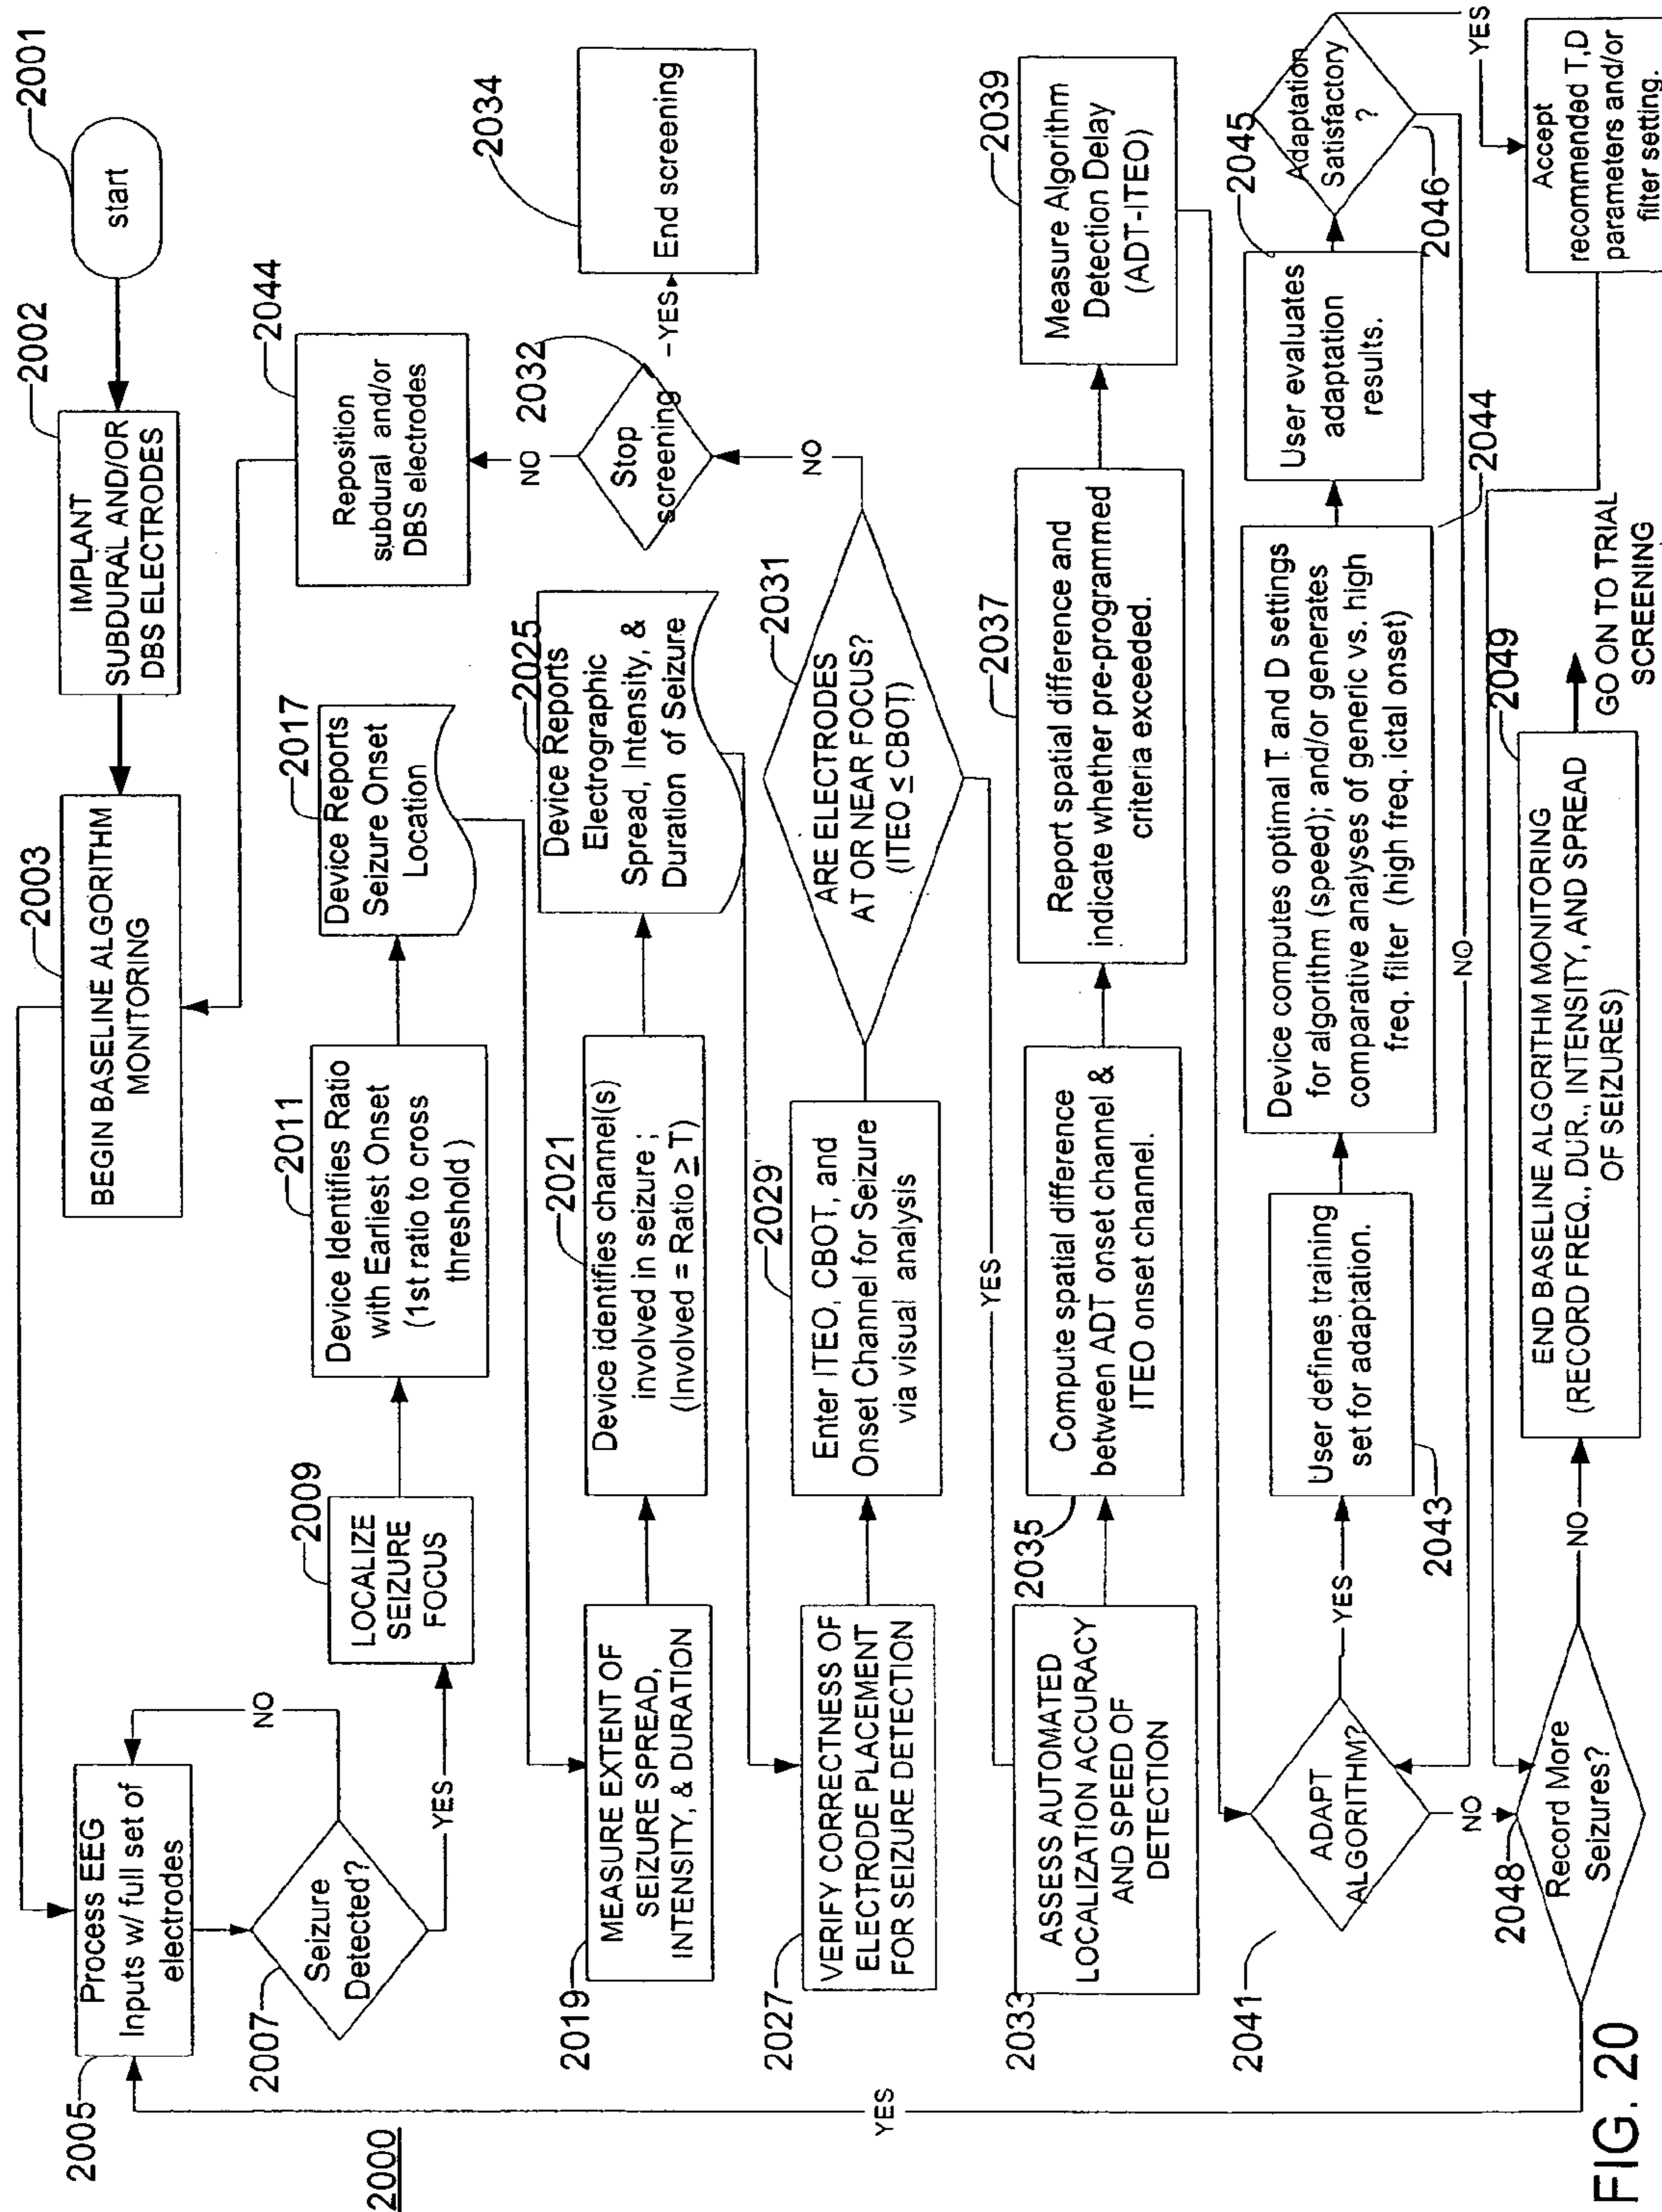 2001
start
2002
IMPLANT
SUBDURAL AND/OR
DBS ELECTRODES
2003
BEGIN BASELINE ALGORITHM
MONITORING
2005
Process EEG
Inputs w/ full set of
electrodes
2007
Seizure
Detected?
NO
YES
2009
LOCALIZE
SEIZURE
FOCUS
2011
Device Identifies Ratio
with Earliest Onset
(1st ratio to cross
threshold )
2017
Device Reports
Seizure Onset
Location
2044
Reposition
subdural and/or
DBS electrodes
2019
MEASURE EXTENT OF
SEIZURE SPREAD,
INTENSITY, & DURATION
2021
Device identifies channel(s)
involved in seizure ;
(Involved = Ratio ≥ T)
2025
Device Reports
Electrographic
Spread, Intensity, &
Duration of Seizure
NO
2032
Stop
screening
YES
2034
End screening
2027
VERIFY CORRECTNESS OF
ELECTRODE PLACEMENT
FOR SEIZURE DETECTION
2029
Enter ITEO, CBOT, and
Onset Channel for Seizure
via visual analysis
2031
ARE ELECTRODES
AT OR NEAR FOCUS?
(ITEO ≤ CBOT)
NO
YES
2033
ASSESS AUTOMATED
LOCALIZATION ACCURACY
AND SPEED OF
DETECTION
2035
Compute spatial difference
between ADT onset channel &
ITEO onset channel.
2037
Report spatial difference and
indicate whether pre-programmed
criteria exceeded.
2039
Measure Algorithm
Detection Delay
(ADT-ITEO)
2041
ADAPT
ALGORITHM?
YES
NO
2043
User defines training
set for adaptation.
2044
Device computes optimal T and D settings
for algorithm (speed); and/or generates
comparative analyses of generic vs. high
freq. filter (high freq. ictal onset)
2045
User evaluates
adaptation
results.
2046
Adaptation
Satisfactory
?
NO
YES
Accept
recommended T,D
parameters and/or
filter setting.
2048
Record More
Seizures?
NO
YES
2049
END BASELINE ALGORITHM MONITORING
(RECORD FREQ., DUR., INTENSITY, AND SPREAD
OF SEIZURES)
GO ON TO TRIAL
SCREENING
2000
FIG. 20